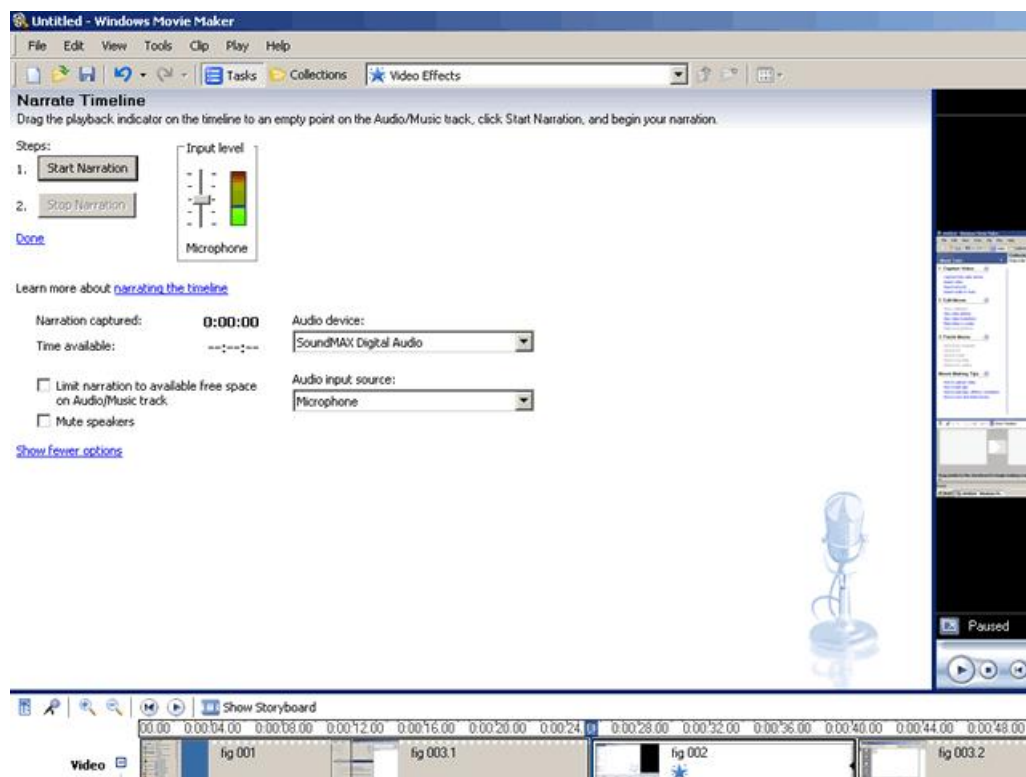 Untitled - Windows Movie Maker
File Edit View Tools Clip Play Help
Tasks Collections Video Effects
Narrate Timeline
Drag the playback indicator on the timeline to an empty point on the Audio/Music track, click Start Narration, and begin your narration.
Steps:
Input level
1. Start Narration
2. Stop Narration
Done
Microphone
Learn more about narrating the timeline
Narration captured: 0:00:00
Time available: --:--:--
Audio device:
SoundMAX Digital Audio
Limit narration to available free space
on Audio/Music track
Mute speakers
Audio input source:
Microphone
Show fewer options
Paused
Show Storyboard
00.00 0:00:04.00 0:00:08.00 0:00:12.00 0:00:16.00 0:00:20.00 0:00:24. 0:00:28.00 0:00:32.00 0:00:36.00 0:00:40.00 0:00:44.00 0:00:48.00
Video fig 001 fig 003.1 fig 002 fig 003.2